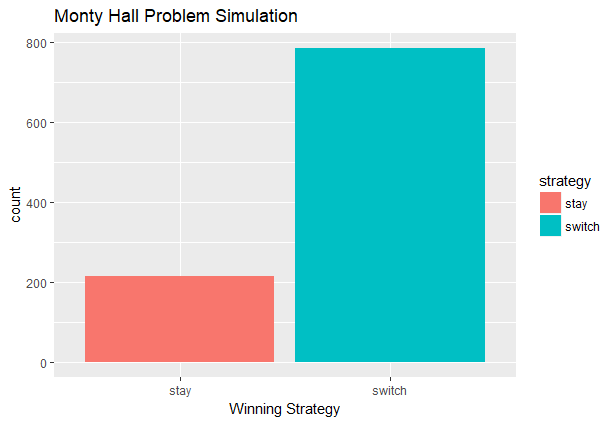 Monty Hall Problem Simulation
800
600
400
200
0
count
stay
switch
Winning Strategy
strategy
stay
switch